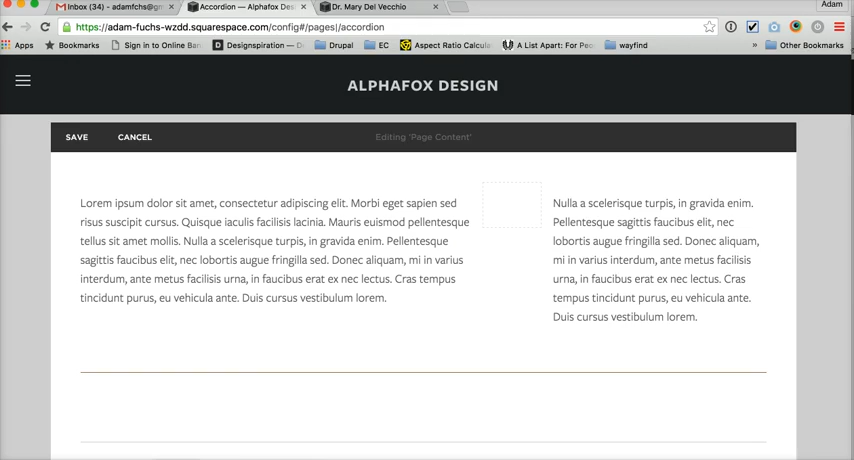 Inbox (34) - adamfchs@gm
Accordion — Alphafox Des
Dr. Mary Del Vecchio
Adam
https://adam-fuchs-wzdd.squarespace.com/config#/pages|/accordion
Apps
Bookmarks
Sign in to Online Ban
Designspiration — D
Drupal
EC
Aspect Ratio Calcula
A List Apart: For Peo
wayfind
»
Other Bookmarks
ALPHAFOX DESIGN
SAVE
CANCEL
Editing 'Page Content'
Lorem ipsum dolor sit amet, consectetur adipiscing elit. Morbi eget sapien sed
risus suscipit cursus. Quisque iaculis facilisis lacinia. Mauris euismod pellentesque
tellus sit amet mollis. Nulla a scelerisque turpis, in gravida enim. Pellentesque
sagittis faucibus elit, nec lobortis augue fringilla sed. Donec aliquam, mi in varius
interdum, ante metus facilisis urna, in faucibus erat ex nec lectus. Cras tempus
tincidunt purus, eu vehicula ante. Duis cursus vestibulum lorem.
Nulla a scelerisque turpis, in gravida enim.
Pellentesque sagittis faucibus elit, nec
lobortis augue fringilla sed. Donec aliquam,
mi in varius interdum, ante metus facilisis
urna, in faucibus erat ex nec lectus. Cras
tempus tincidunt purus, eu vehicula ante.
Duis cursus vestibulum lorem.